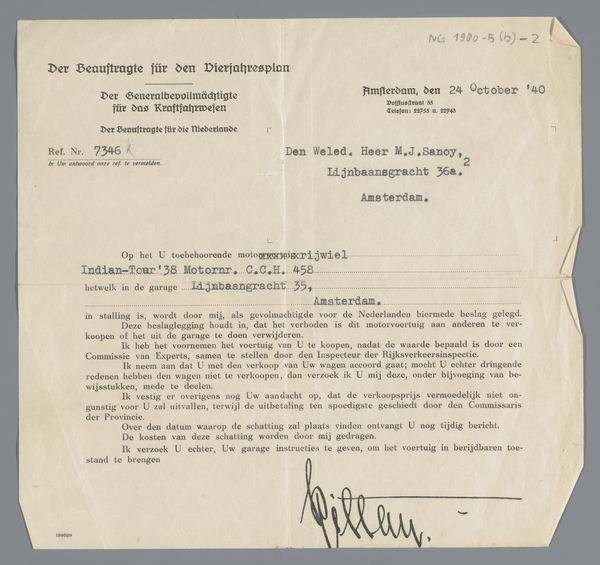 NG 1980-5(b)-2
Der Beauftragte für den Vierjahresplan
Der Generalbevollmächtigte
für das Kraftfahrwesen
Der Beauftragte für die Niederlande
Amsterdam, den 24 October '40
Vossiusstraat 55
Telefon: 22755 u. 22943
Ref. Nr. 7346
In Uw antwoord onze ref. te vermelden.
Den Weled. Heer M.J.Sanoy,
Lijnbaansgracht 36a. 2
Amsterdam.
Op het U toebehoorende motorrijwiel
Indian-Tour '38 Motornr. C.C.H. 458
hetwelk in de garage Lijnbaangracht 35,
Amsterdam.
in stalling is, wordt door mij, als gevolmachtigde voor de Nederlanden hiermede beslag gelegd.
Deze beslaglegging houdt in, dat het verboden is dit motorvoertuig aan anderen te ver-
koopen of het uit de garage te doen verwijderen.
Ik heb het voornemen het voertuig van U te koopen, nadat de waarde bepaald is door een
Commissie van Experts, samen te stellen door den Inspecteur der Rijksverkeersinspectie.
Ik neem aan dat U met den verkoop van Uw wagen accoord gaat; mocht U echter dringende
redenen hebben den wagen niet te verkoopen, dan verzoek ik U mij deze, onder bijvoeging van be-
wijsstukken, mede te deelen.
Ik vestig er overigens nog Uw aandacht op, dat de verkoopsprijs vermoedelijk niet on-
gunstig voor U zal uitvallen, terwijl de uitbetaling ten spoedigste geschiedt door den Commissaris
der Provincie.
Over den datum waarop de schatting zal plaats vinden ontvangt U nog tijdig bericht.
De kosten van deze schatting worden door mij gedragen.
Ik verzoek U echter, Uw garage instructies te geven, om het voertuig in berijdbaren toe-
stand te brengen